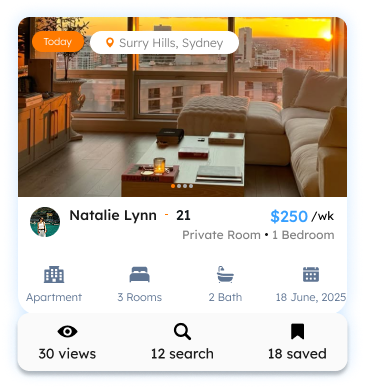 Today
Surry Hills, Sydney
Natalie Lynn - 21
$250 /wk
Private Room • 1 Bedroom
Apartment
3 Rooms
2 Bath
18 June, 2025
30 views
12 search
18 saved